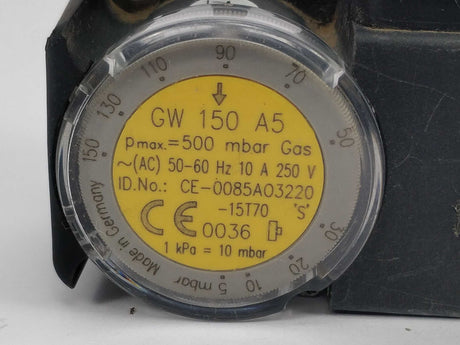 GW 150 A5
pmax.=500 mbar Gas
~(AC) 50-60 Hz 10 A 250 V
ID.No.: CE-0085A03220
-15T70 "S"
CE 0036
1 kPa = 10 mbar
5 mbar 10 20 30 50 70 90 110 130 150
Made in Germany